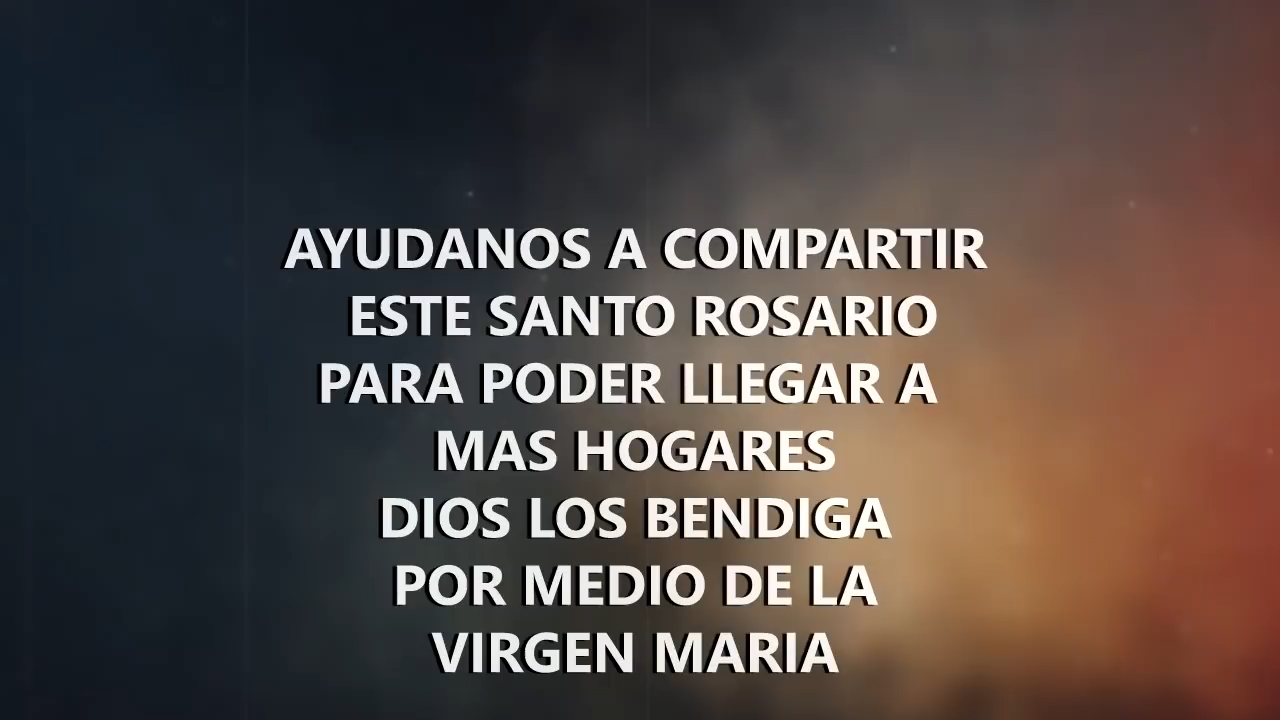 AYUDANOS A COMPARTIR
ESTE SANTO ROSARIO
PARA PODER LLEGAR A
MAS HOGARES
DIOS LOS BENDIGA
POR MEDIO DE LA
VIRGEN MARIA